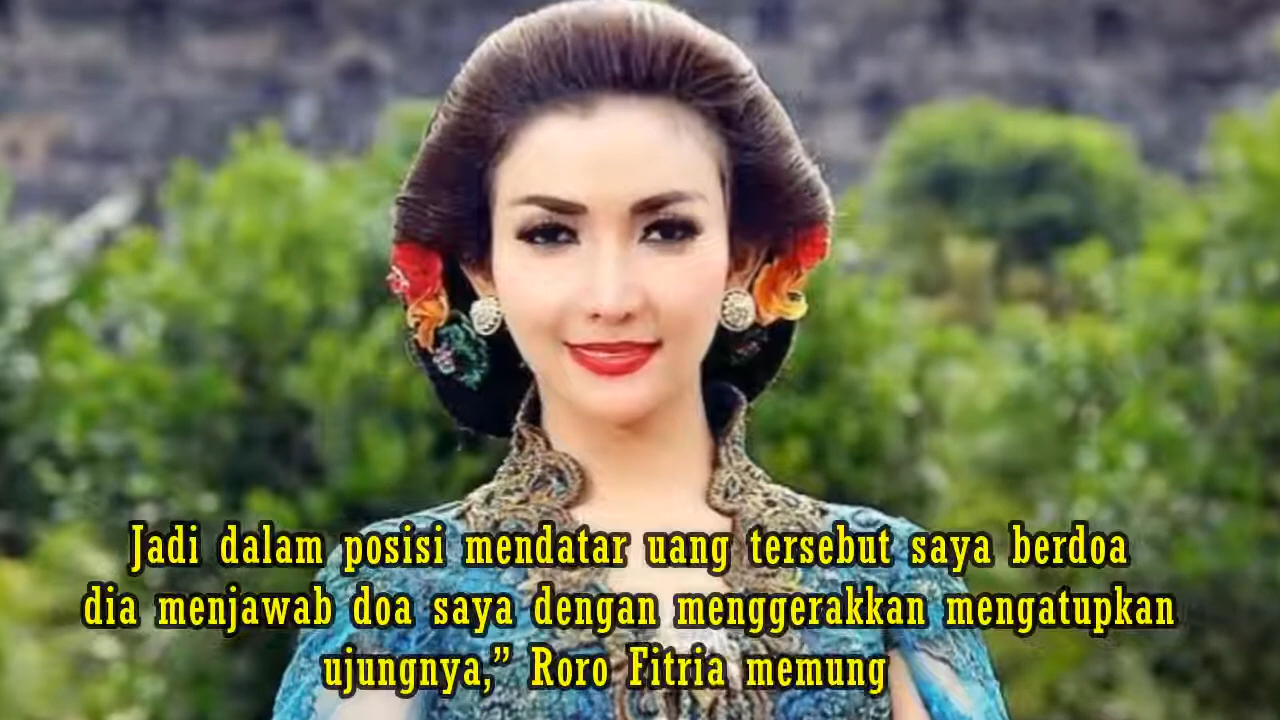 Jadi dalam posisi mendatar uang tersebut saya berdoa
dia menjawab doa saya dengan menggerakkan mengatupkan
ujungnya,” Roro Fitria memung